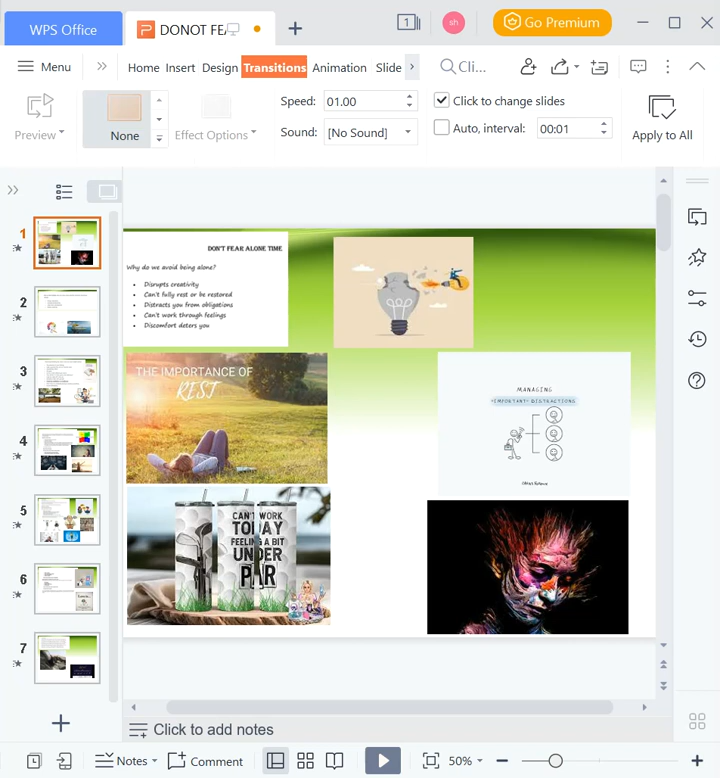 WPS Office
DONOT FEA
1
sh
Go Premium
Menu
Home Insert Design Transitions Animation Slide
Cli...
Preview
None
Effect Options
Speed: 01.00
Sound: [No Sound]
Click to change slides
Auto, interval: 00:01
Apply to All
1
2
3
4
5
6
7
DON'T FEAR ALONE TIME
Why do we avoid being alone?
• Disrupts creativity
• Can't fully rest or be restored
• Distracts you from obligations
• Can't work through feelings
• Discomfort deters you
THE IMPORTANCE OF
REST
MANAGING
"IMPORTANT" DISTRACTIONS
CAN'T WORK
TODAY
FEELING A BIT
UNDER
PAR
Click to add notes
Notes
Comment
50%